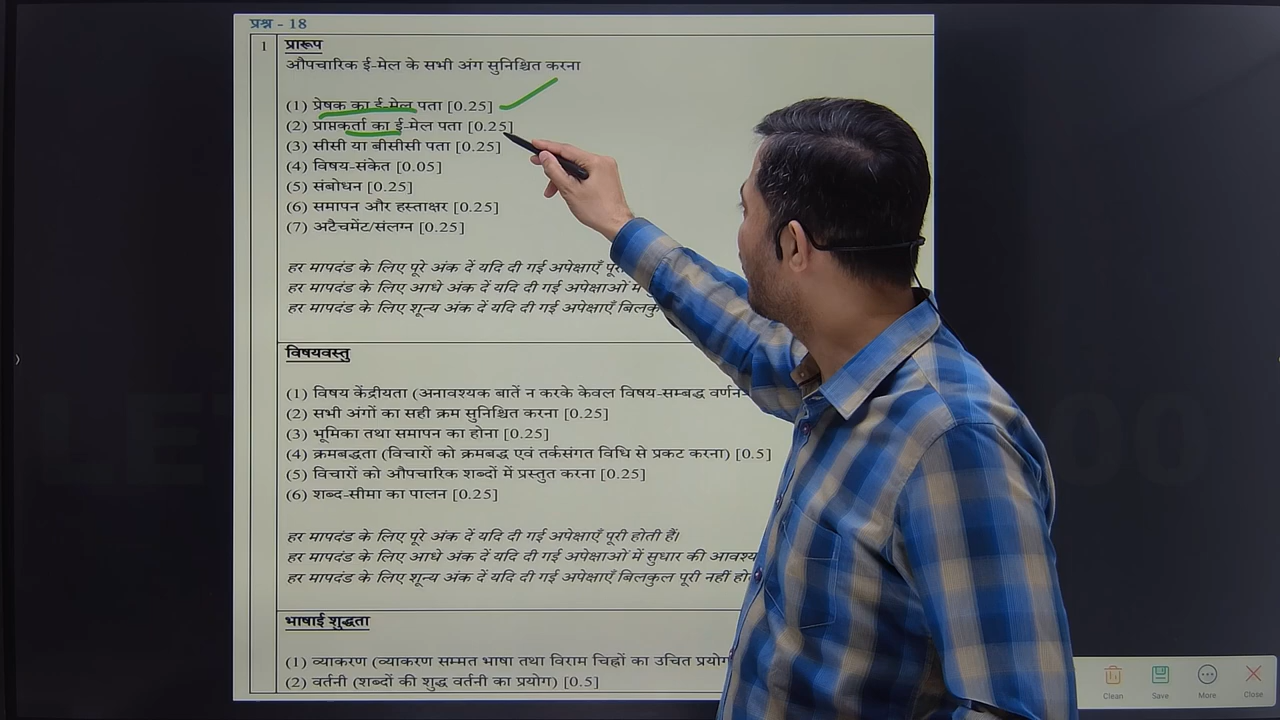 प्रश्न - 18
1
प्रारूप
औपचारिक ई-मेल के सभी अंग सुनिश्चित करना
(1) प्रेषक का ई-मेल पता [0.25]
(2) प्राप्तकर्ता का ई-मेल पता [0.25]
(3) सीसी या बीसीसी पता [0.25]
(4) विषय-संकेत [0.05]
(5) संबोधन [0.25]
(6) समापन और हस्ताक्षर [0.25]
(7) अटैचमेंट/संलग्न [0.25]
हर मापदंड के लिए पूरे अंक दें यदि दी गई अपेक्षाएँ
हर मापदंड के लिए आधे अंक दें यदि दी गई अपेक्षाओं में
हर मापदंड के लिए शून्य अंक दें यदि दी गई अपेक्षाएँ
विषयवस्तु
(1) विषय केंद्रीयता (अनावश्यक बातें न करके केवल विषय-सम्बद्ध वर्णन-
(2) सभी अंगों का सही क्रम सुनिश्चित करना [0.25]
(3) भूमिका तथा समापन का होना [0.25]
(4) क्रमबद्धता (विचारों को क्रमबद्ध एवं तर्कसंगत विधि से प्रकट करना) [0.5]
(5) विचारों को औपचारिक शब्दों में प्रस्तुत करना [0.25]
(6) शब्द-सीमा का पालन [0.25]
हर मापदंड के लिए पूरे अंक दें यदि दी गई अपेक्षाएँ पूरी होती हैं।
हर मापदंड के लिए आधे अंक दें यदि दी गई अपेक्षाओं में सुधार की
हर मापदंड के लिए शून्य अंक दें यदि दी गई अपेक्षाएँ बिलकुल पूरी नहीं
भाषाई शुद्धता
(1) व्याकरण (व्याकरण सम्मत भाषा तथा विराम चिह्नों का उचित प्रयोग
(2) वर्तनी (शब्दों की शुद्ध वर्तनी का प्रयोग) [0.5]
Clean
Save
More
Close